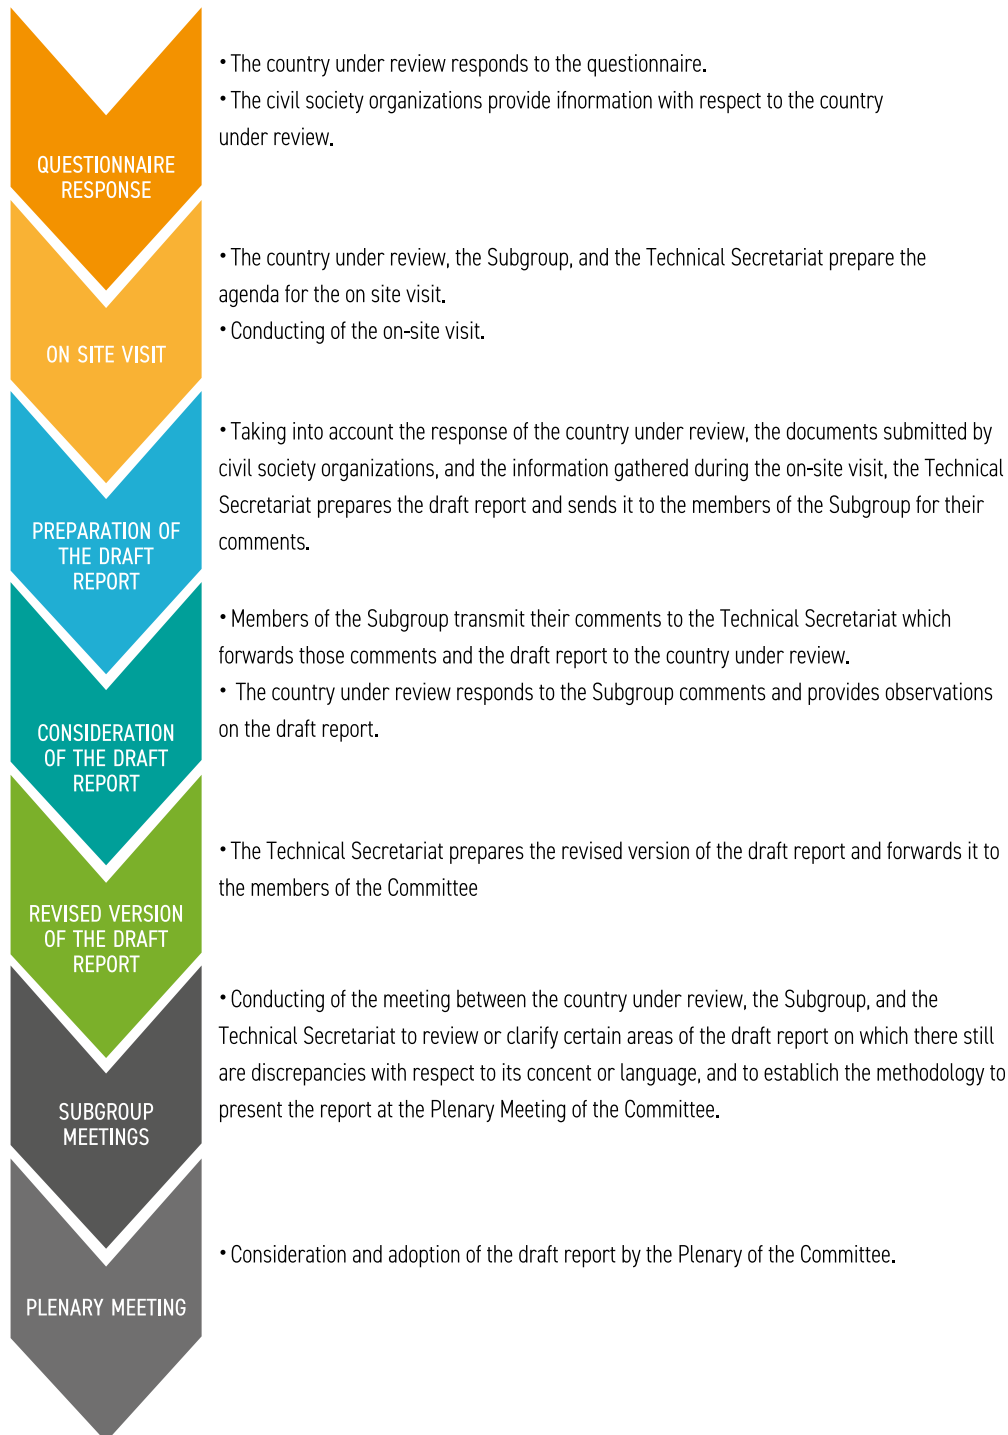 QUESTIONNAIRE
RESPONSE
• The country under review responds to the questionnaire.
• The civil society organizations provide ifnormation with respect to the country
under review.
ON SITE VISIT
• The country under review, the Subgroup, and the Technical Secretariat prepare the
agenda for the on site visit.
• Conducting of the on-site visit.
PREPARATION OF
THE DRAFT
REPORT
• Taking into account the response of the country under review, the documents submitted by
civil society organizations, and the information gathered during the on-site visit, the Technical
Secretariat prepares the draft report and sends it to the members of the Subgroup for their
comments.
CONSIDERATION
OF THE DRAFT
REPORT
• Members of the Subgroup transmit their comments to the Technical Secretariat which
forwards those comments and the draft report to the country under review.
• The country under review responds to the Subgroup comments and provides observations
on the draft report.
REVISED VERSION
OF THE DRAFT
REPORT
• The Technical Secretariat prepares the revised version of the draft report and forwards it to
the members of the Committee
SUBGROUP
MEETINGS
• Conducting of the meeting between the country under review, the Subgroup, and the
Technical Secretariat to review or clarify certain areas of the draft report on which there still
are discrepancies with respect to its concent or language, and to establich the methodology to
present the report at the Plenary Meeting of the Committee.
PLENARY MEETING
• Consideration and adoption of the draft report by the Plenary of the Committee.